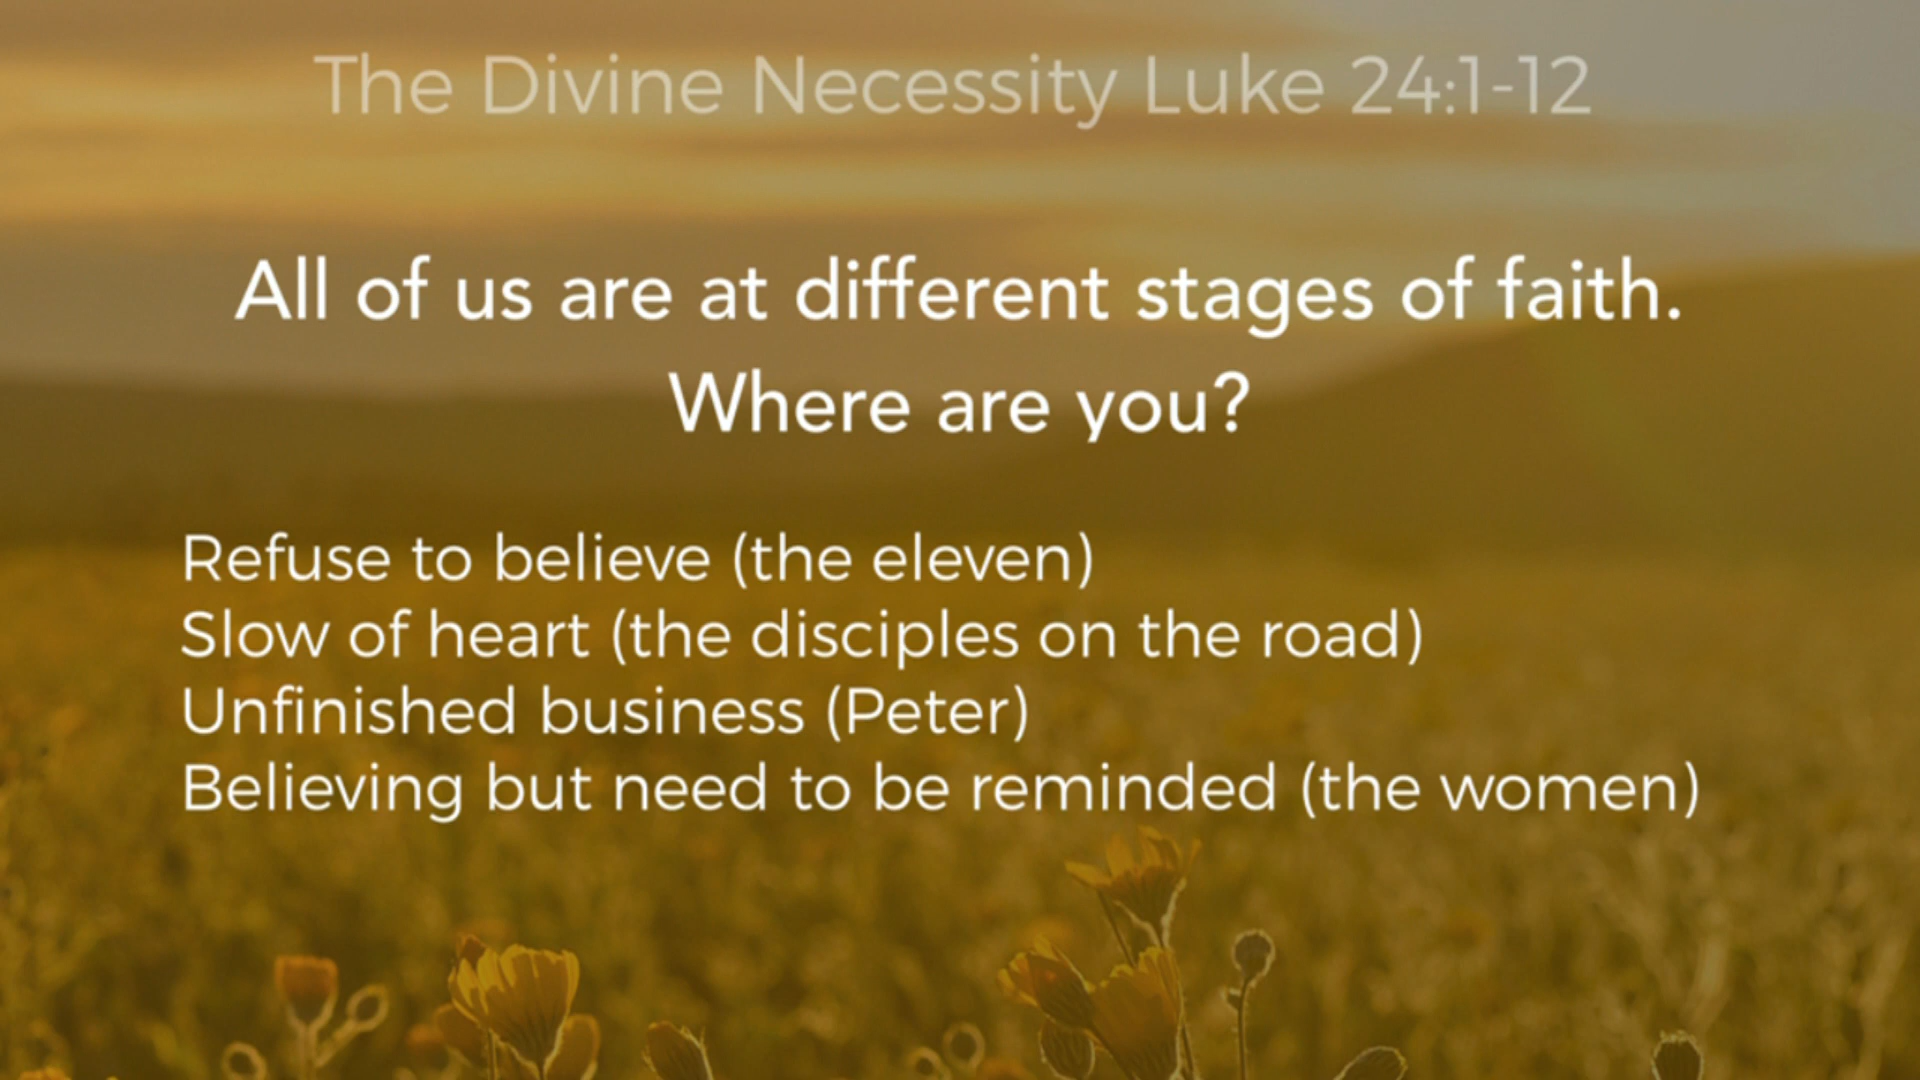 The Divine Necessity Luke 24:1-12
All of us are at different stages of faith.
Where are you?
Refuse to believe (the eleven)
Slow of heart (the disciples on the road)
Unfinished business (Peter)
Believing but need to be reminded (the women)